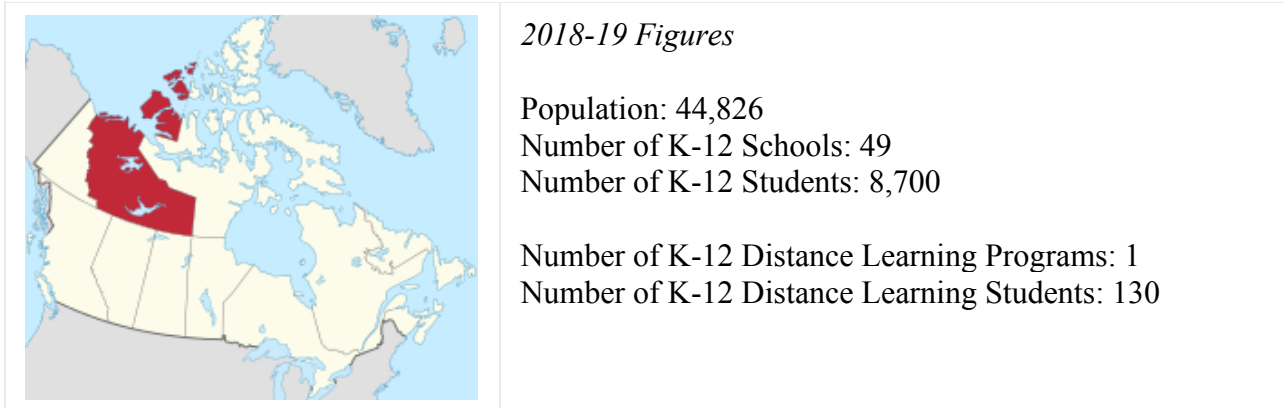 2018-19 Figures
Population: 44,826
Number of K-12 Schools: 49
Number of K-12 Students: 8,700
Number of K-12 Distance Learning Programs: 1
Number of K-12 Distance Learning Students: 130